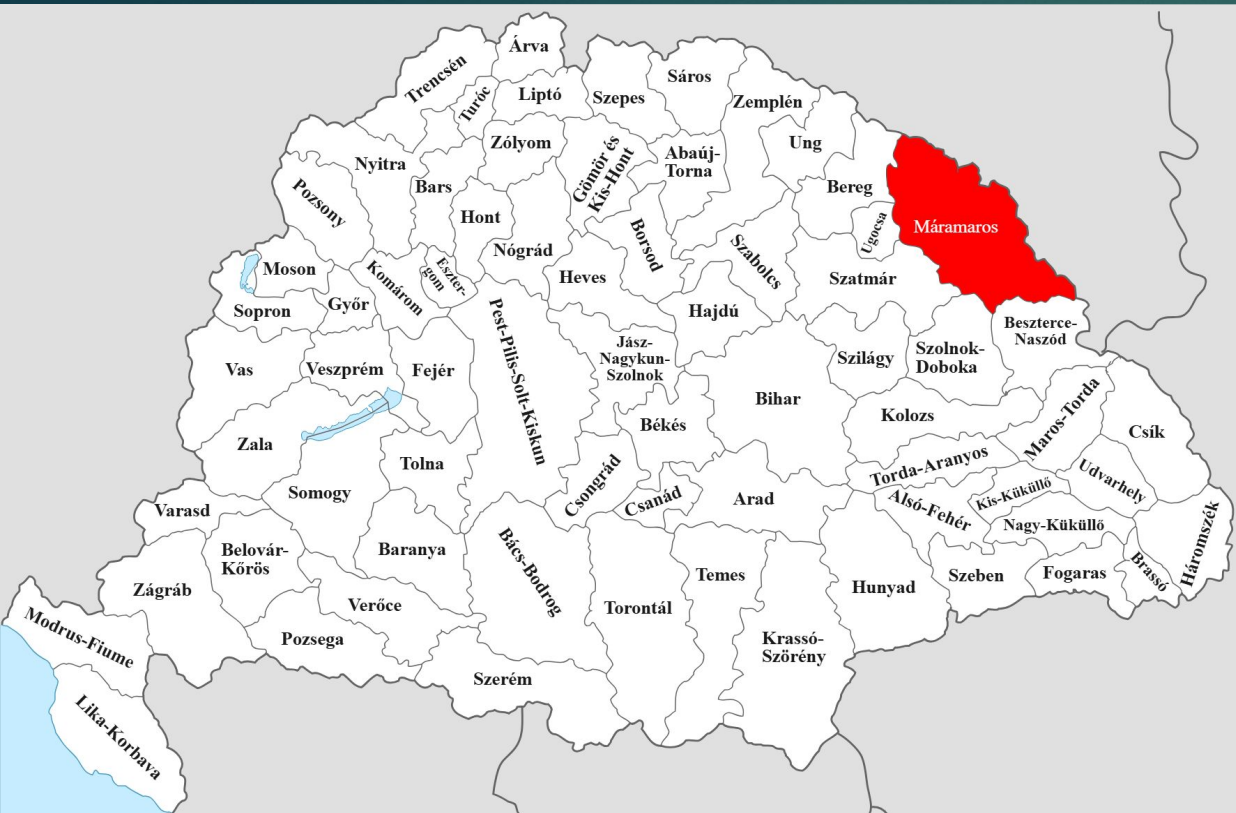 Árva
Trencsén
Turóc
Liptó
Szepes
Sáros
Zemplén
Zólyom
Gömör és
Kis-Hont
Abaúj-
Torna
Ung
Nyitra
Bars
Bereg
Pozsony
Hont
Ugocsa
Máramaros
Nógrád
Borsod
Szabolcs
Moson
Komárom
Eszter-
gom
Heves
Szatmár
Sopron
Győr
Hajdú
Beszterce-
Naszód
Pest-Pilis-Solt-Kiskun
Jász-
Nagykun-
Szolnok
Szilágy
Szolnok-
Doboka
Vas
Veszprém
Fejér
Bihar
Maros-Torda
Kolozs
Békés
Csík
Zala
Tolna
Torda-Aranyos
Udvarhely
Somogy
Csongrád
Csanád
Arad
Alsó-Fehér
Kis-Küküllő
Nagy-Küküllő
Varasd
Belovár-
Kőrös
Baranya
Bács-Bodrog
Háromszék
Zágráb
Verőce
Torontál
Temes
Hunyad
Szeben
Fogaras
Brassó
Modrus-Fiume
Pozsega
Krassó-
Szörény
Szerém
Lika-Korbava